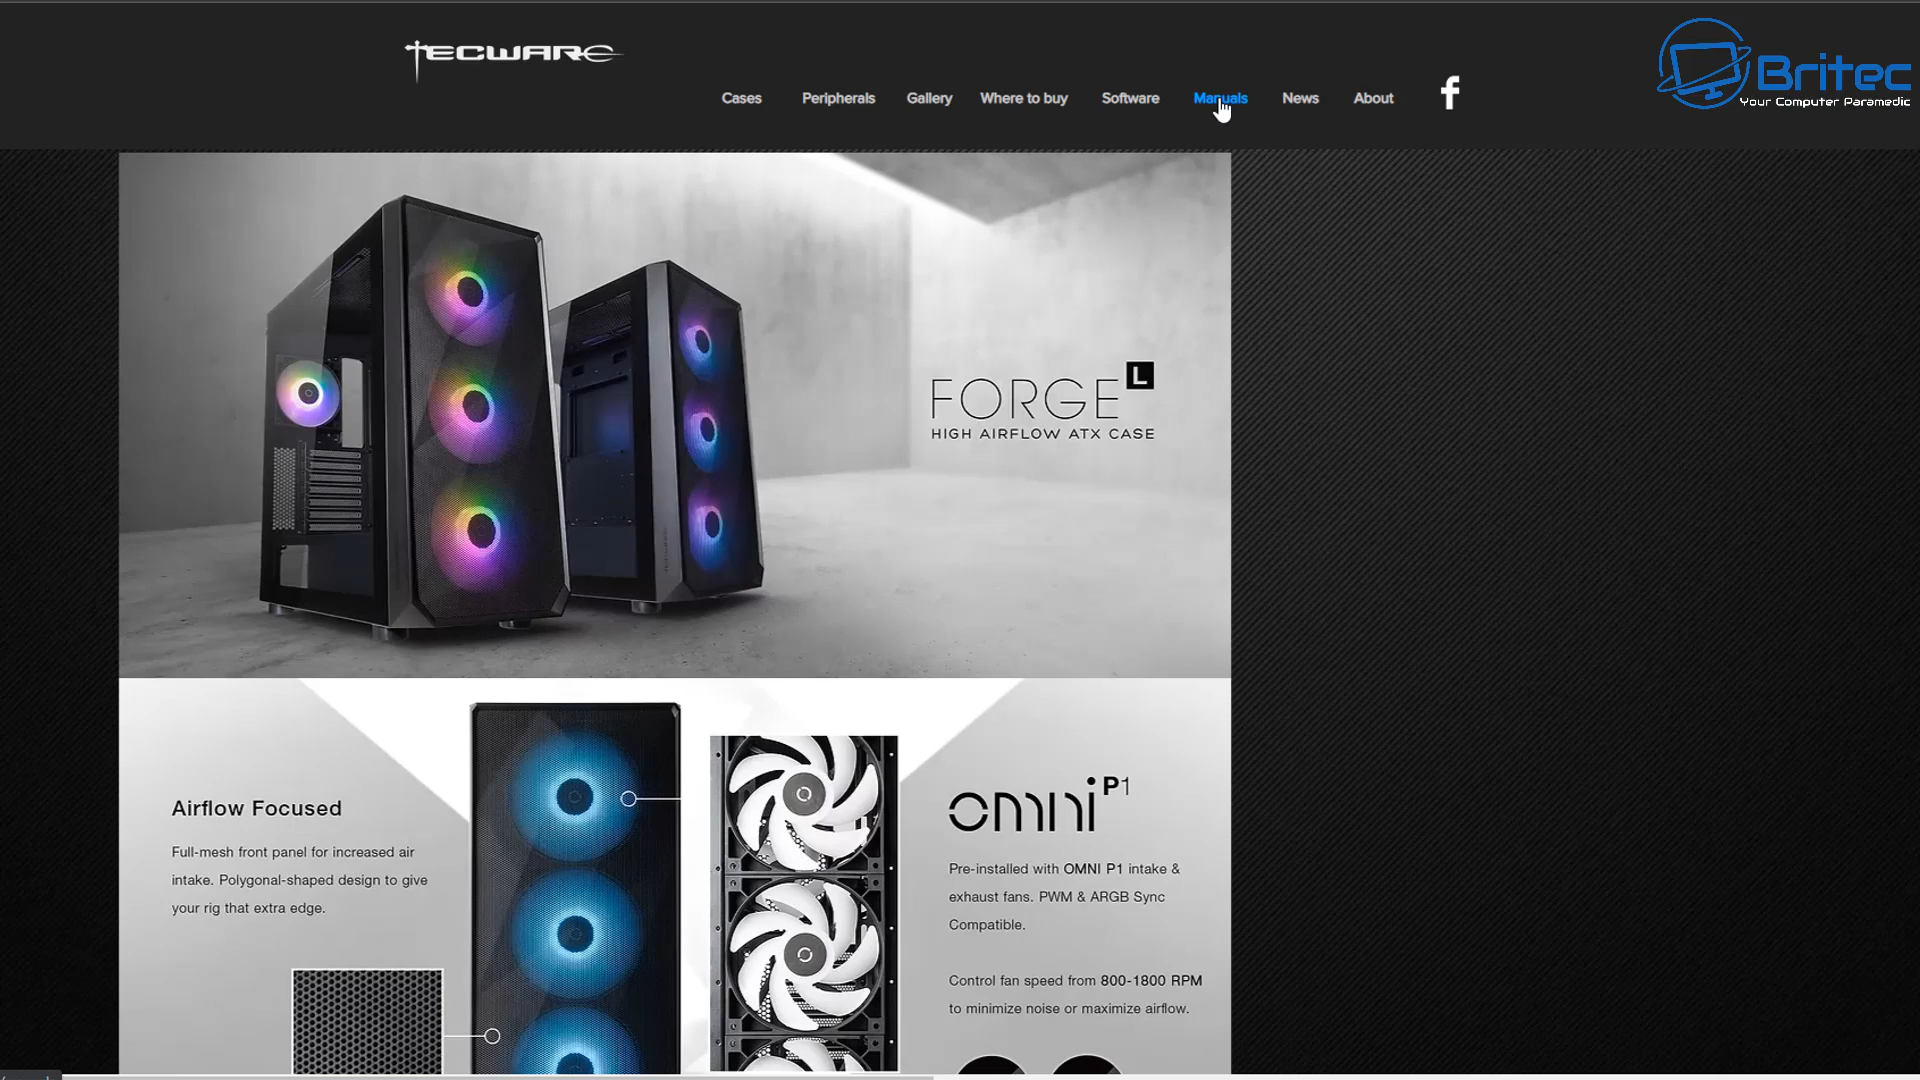 TECWARE
Britec
Your Computer Paramedic
Cases Peripherals Gallery Where to buy Software Manuals News About f
FORGE L
HIGH AIRFLOW ATX CASE
omni P1
Airflow Focused
Full-mesh front panel for increased air
intake. Polygonal-shaped design to give
your rig that extra edge.
Pre-installed with OMNI P1 intake &
exhaust fans. PWM & ARGB Sync
Compatible.
Control fan speed from 800-1800 RPM
to minimize noise or maximize airflow.